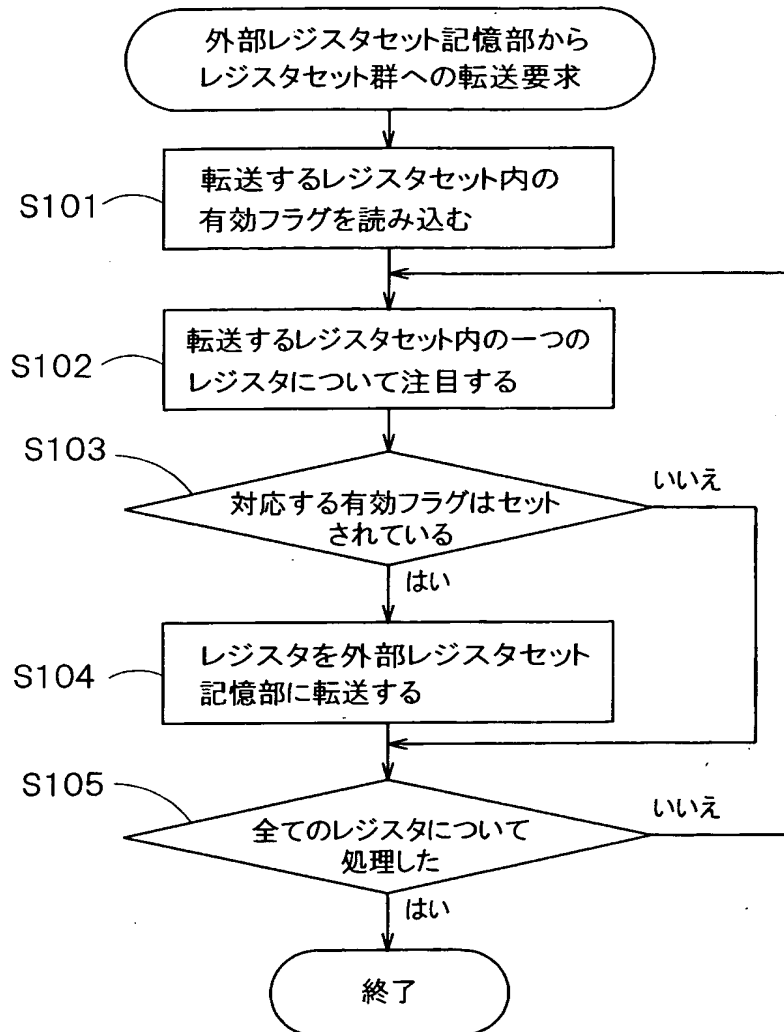 外部レジスタセット記憶部から
レジスタセット群への転送要求
S101
転送するレジスタセット内の
有効フラグを読み込む
S102
転送するレジスタセット内の一つの
レジスタについて注目する
S103
対応する有効フラグはセット
されている
いいえ
はい
S104
レジスタを外部レジスタセット
記憶部に転送する
S105
全てのレジスタについて
処理した
いいえ
はい
終了